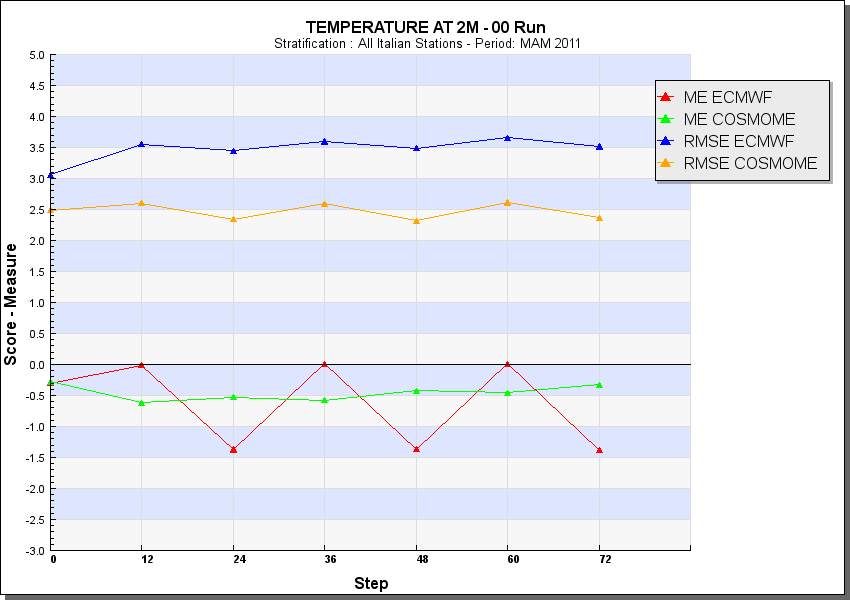 TEMPERATURE AT 2M - 00 Run
Stratification : All Italian Stations - Period: MAM 2011
ME ECMWF
ME COSMOME
RMSE ECMWF
RMSE COSMOME
Score - Measure
5.0
4.5
4.0
3.5
3.0
2.5
2.0
1.5
1.0
0.5
0.0
-0.5
-1.0
-1.5
-2.0
-2.5
-3.0
0 12 24 36 48 60 72
Step